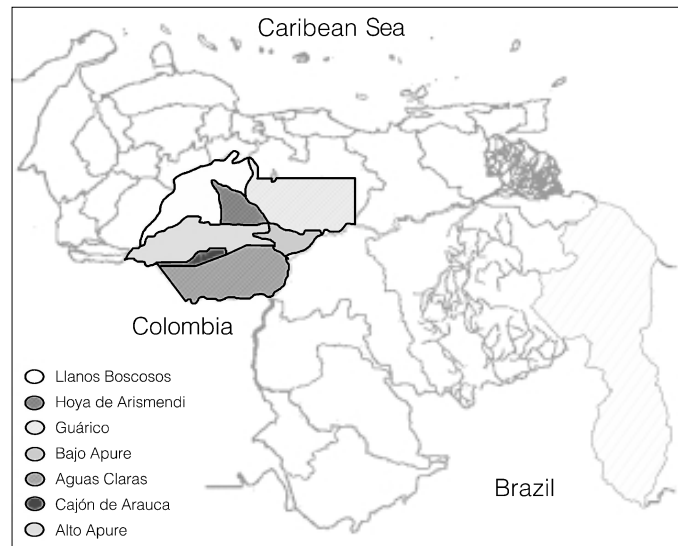 Caribean Sea
Colombia
Llanos Boscosos
Hoya de Arismendi
Guárico
Bajo Apure
Aguas Claras
Cajón de Arauca
Alto Apure
Brazil